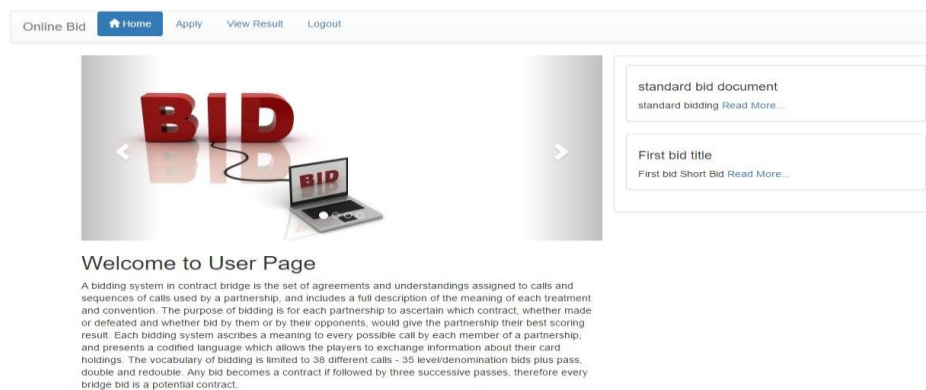 Online Bid Home Apply View Result Logout
BID
BID
standard bid document
standard bidding Read More...
First bid title
First bid Short Bid Read More...
Welcome to User Page
A bidding system in contract bridge is the set of agreements and understandings assigned to calls and
sequences of calls used by a partnership, and includes a full description of the meaning of each treatment
and convention. The purpose of bidding is for each partnership to ascertain which contract, whether made
or defeated and whether bid by them or by their opponents, would give the partnership their best scoring
result. Each bidding system ascribes a meaning to every possible call by each member of a partnership,
and presents a codified language which allows the players to exchange information about their card
holdings. The vocabulary of bidding is limited to 38 different calls - 35 level/denomination bids plus pass,
double and redouble. Any bid becomes a contract if followed by three successive passes, therefore every
bridge bid is a potential contract.